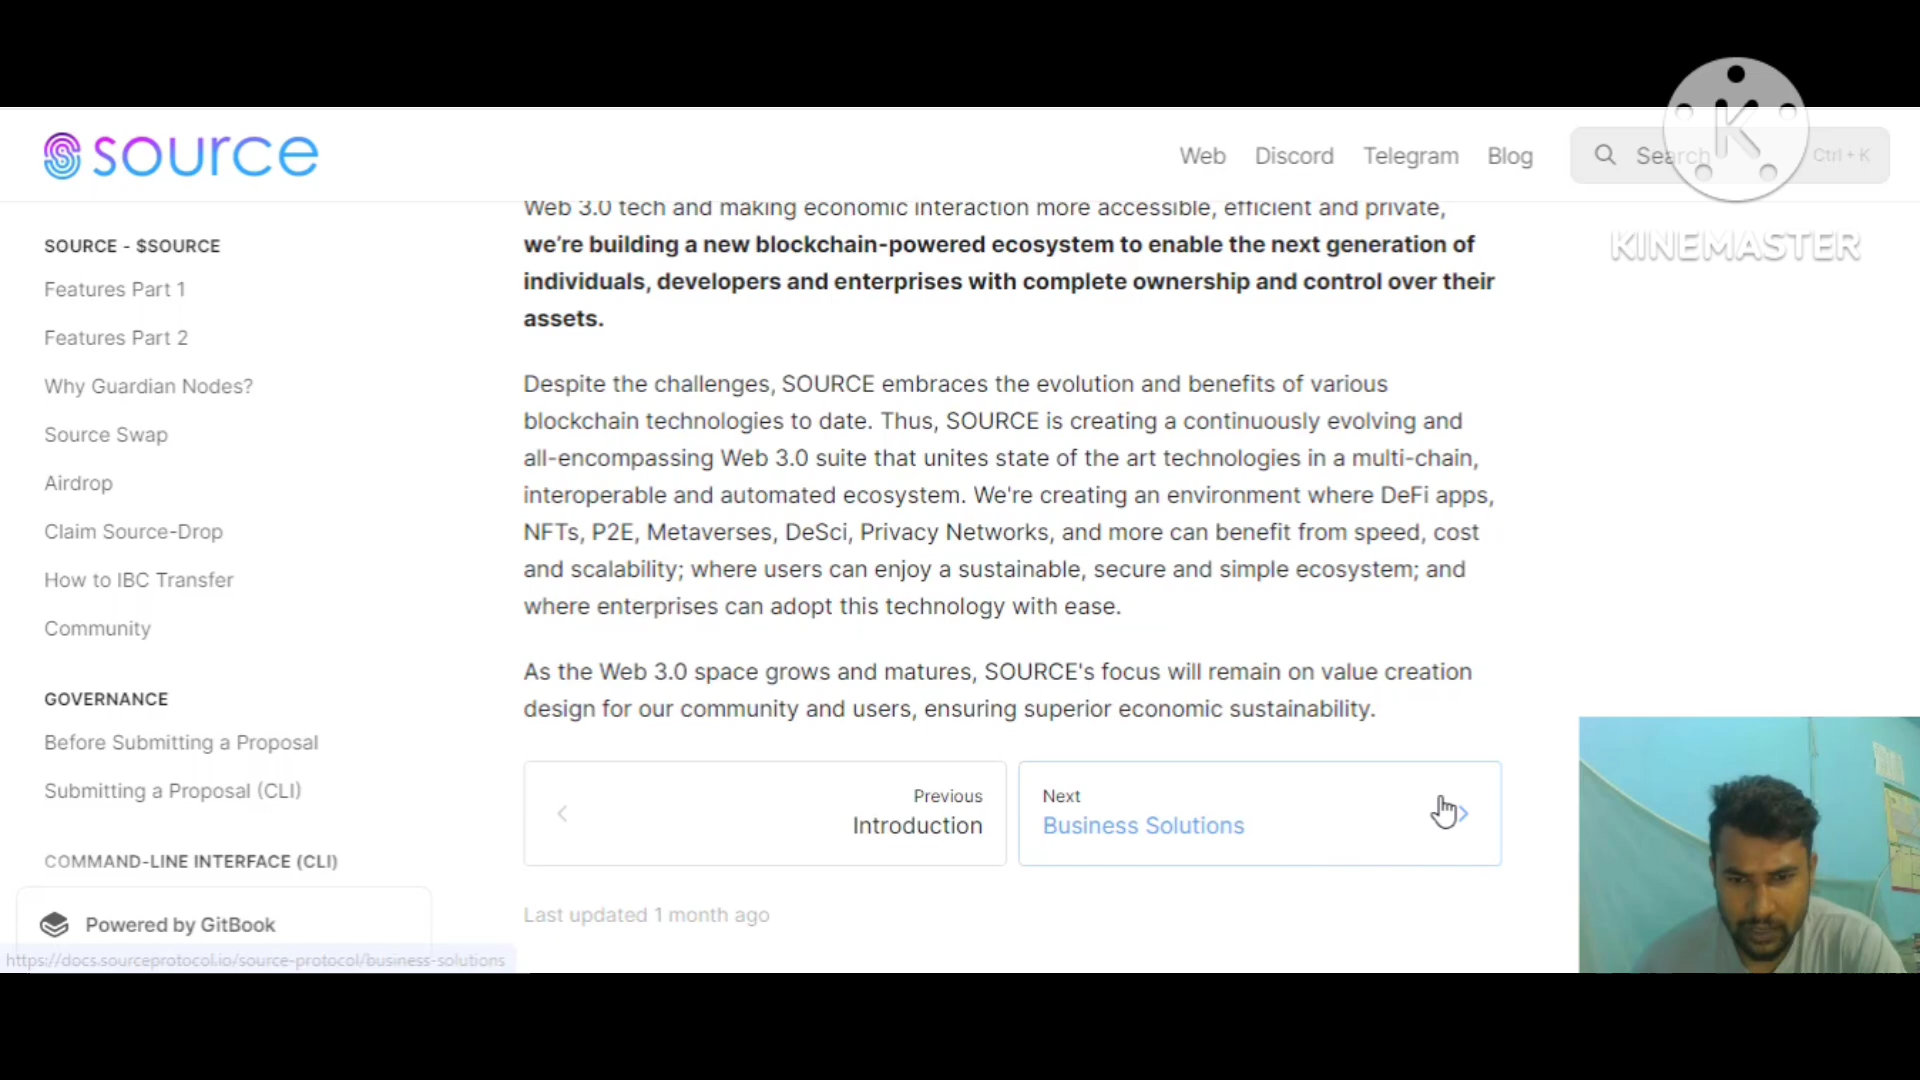 source
Web Discord Telegram Blog
Search Ctrl + K
K
KINEMASTER
SOURCE - $SOURCE
Features Part 1
Features Part 2
Why Guardian Nodes?
Source Swap
Airdrop
Claim Source-Drop
How to IBC Transfer
Community
GOVERNANCE
Before Submitting a Proposal
Submitting a Proposal (CLI)
COMMAND-LINE INTERFACE (CLI)
Powered by GitBook
https://docs.sourceprotocol.io/source-protocol/business-solutions
Web 3.0 tech and making economic interaction more accessible, efficient and private,
we’re building a new blockchain-powered ecosystem to enable the next generation of
individuals, developers and enterprises with complete ownership and control over their
assets.
Despite the challenges, SOURCE embraces the evolution and benefits of various
blockchain technologies to date. Thus, SOURCE is creating a continuously evolving and
all-encompassing Web 3.0 suite that unites state of the art technologies in a multi-chain,
interoperable and automated ecosystem. We're creating an environment where DeFi apps,
NFTs, P2E, Metaverses, DeSci, Privacy Networks, and more can benefit from speed, cost
and scalability; where users can enjoy a sustainable, secure and simple ecosystem; and
where enterprises can adopt this technology with ease.
As the Web 3.0 space grows and matures, SOURCE's focus will remain on value creation
design for our community and users, ensuring superior economic sustainability.
Previous
Introduction
Next
Business Solutions
Last updated 1 month ago